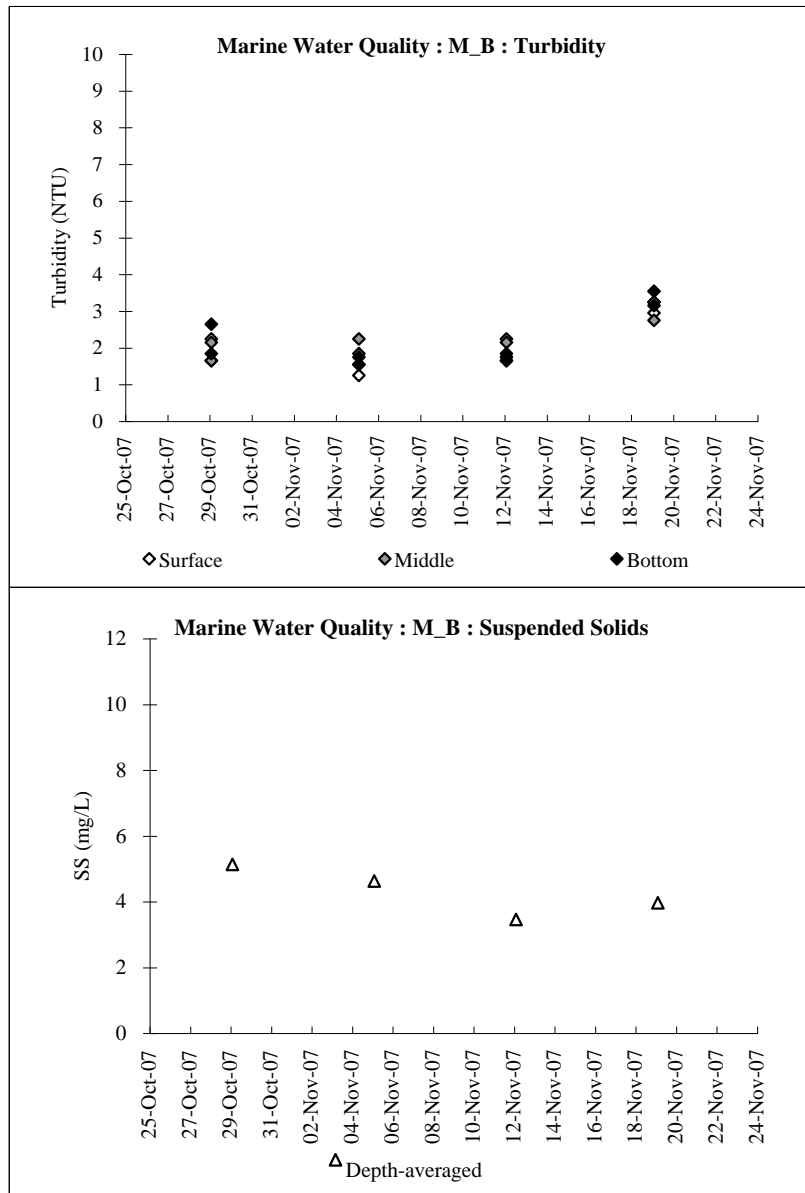 Marine Water Quality : M_B : Turbidity
10
9
8
7
6
5
4
3
2
1
0
Turbidity (NTU)
25-Oct-07
27-Oct-07
29-Oct-07
31-Oct-07
02-Nov-07
04-Nov-07
06-Nov-07
08-Nov-07
10-Nov-07
12-Nov-07
14-Nov-07
16-Nov-07
18-Nov-07
20-Nov-07
22-Nov-07
24-Nov-07
Surface Middle Bottom
Marine Water Quality : M_B : Suspended Solids
12
10
8
6
4
2
0
SS (mg/L)
25-Oct-07
27-Oct-07
29-Oct-07
31-Oct-07
02-Nov-07
04-Nov-07
06-Nov-07
08-Nov-07
10-Nov-07
12-Nov-07
14-Nov-07
16-Nov-07
18-Nov-07
20-Nov-07
22-Nov-07
24-Nov-07
Depth-averaged